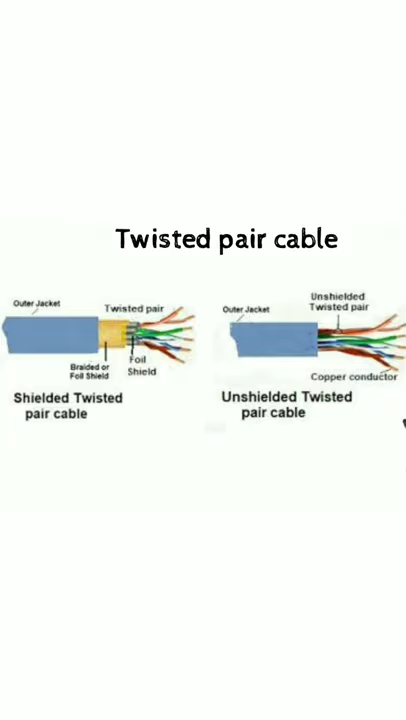 Twisted pair cable
Outer Jacket
Twisted pair
Braided or
Foil Shield
Foil
Shield
Shielded Twisted
pair cable
Unshielded
Twisted pair
Outer Jacket
Copper conductor
Unshielded Twisted
pair cable